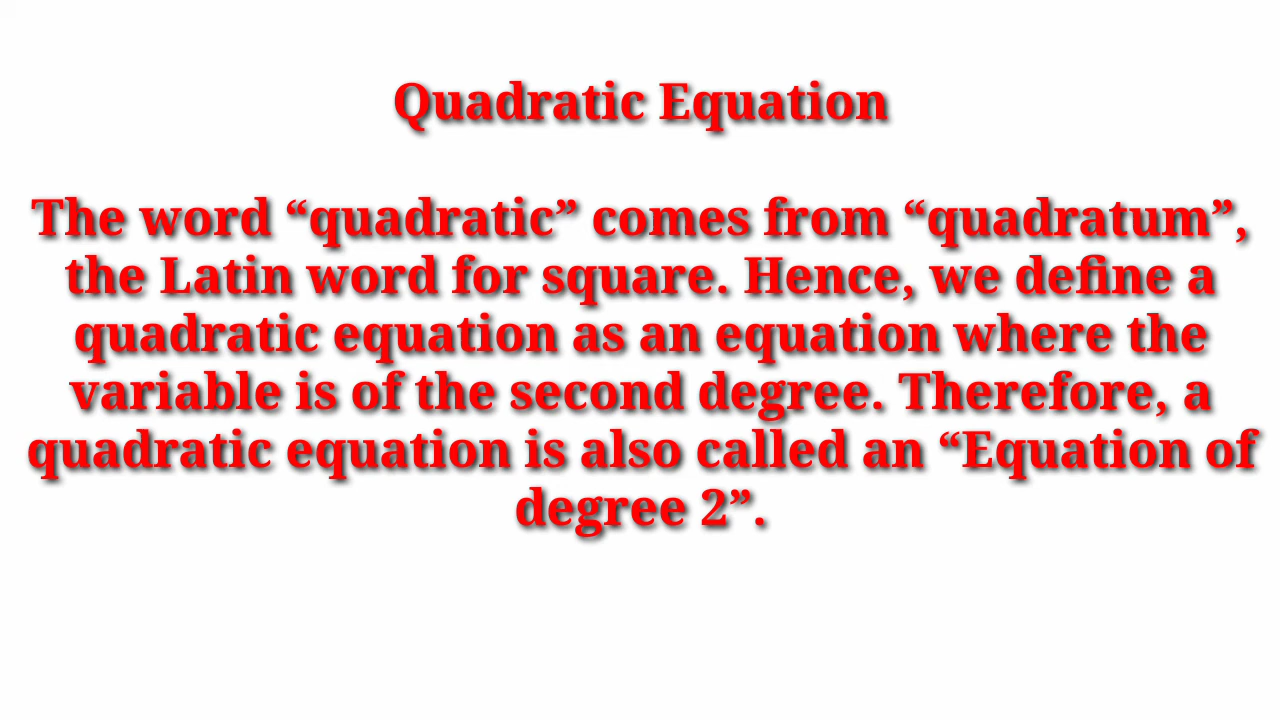 Quadratic Equation
The word “quadratic” comes from “quadratum”,
the Latin word for square. Hence, we define a
quadratic equation as an equation where the
variable is of the second degree. Therefore, a
quadratic equation is also called an “Equation of
degree 2”.